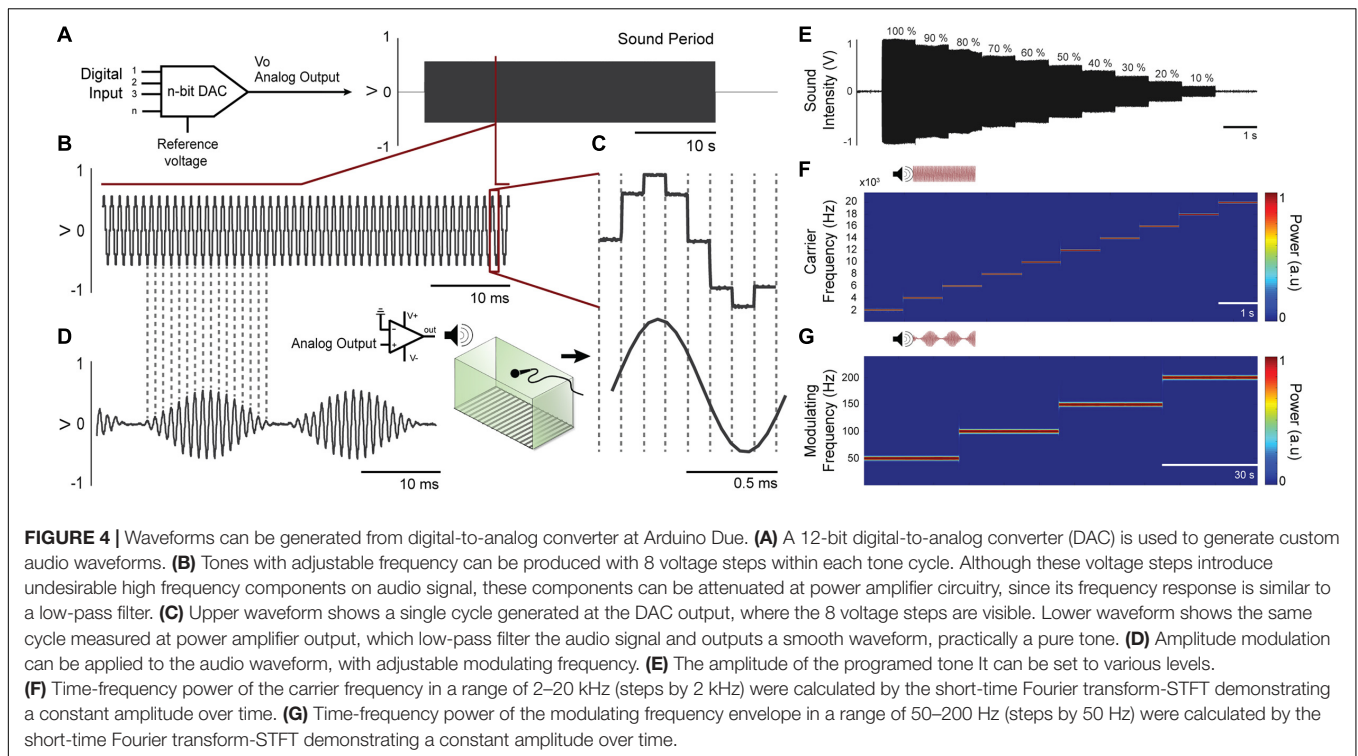 A
Digital
Input
1
2
3
n
n-bit DAC
Vo
Analog Output
Reference
voltage
1
0
-1
V
Sound Period
10 s
B
1
0
-1
V
10 ms
C
0.5 ms
D
1
0
-1
V
10 ms
Analog Output
V+
V-
out
-
+
E
1
0
-1
Sound
Intensity (V)
100 %
90 %
80 %
70 %
60 %
50 %
40 %
30 %
20 %
10 %
1 s
F
x10³
20
18
16
14
12
10
8
6
4
2
Carrier
Frequency (Hz)
1 s
1
0
Power (a.u)
G
200
150
100
50
Modulating
Frequency (Hz)
30 s
1
0
Power (a.u)
FIGURE 4 | Waveforms can be generated from digital-to-analog converter at Arduino Due. (A) A 12-bit digital-to-analog converter (DAC) is used to generate custom
audio waveforms. (B) Tones with adjustable frequency can be produced with 8 voltage steps within each tone cycle. Although these voltage steps introduce
undesirable high frequency components on audio signal, these components can be attenuated at power amplifier circuitry, since its frequency response is similar to
a low-pass filter. (C) Upper waveform shows a single cycle generated at the DAC output, where the 8 voltage steps are visible. Lower waveform shows the same
cycle measured at power amplifier output, which low-pass filter the audio signal and outputs a smooth waveform, practically a pure tone. (D) Amplitude modulation
can be applied to the audio waveform, with adjustable modulating frequency. (E) The amplitude of the programed tone It can be set to various levels.
(F) Time-frequency power of the carrier frequency in a range of 2–20 kHz (steps by 2 kHz) were calculated by the short-time Fourier transform-STFT demonstrating
a constant amplitude over time. (G) Time-frequency power of the modulating frequency envelope in a range of 50–200 Hz (steps by 50 Hz) were calculated by the
short-time Fourier transform-STFT demonstrating a constant amplitude over time.